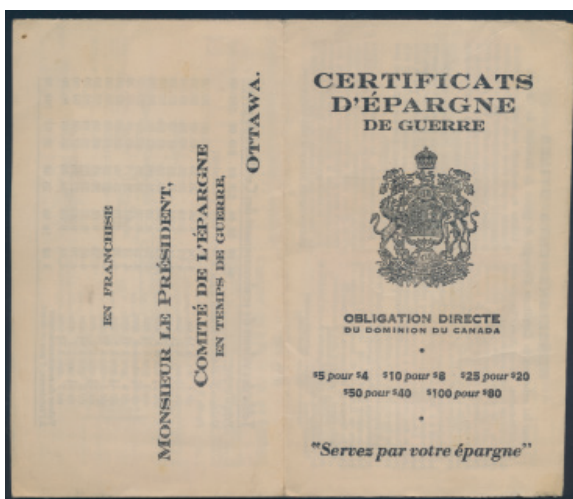 EN FRANCHISE
MONSIEUR LE PRÉSIDENT,
COMITÉ DE L'ÉPARGNE
EN TEMPS DE GUERRE,
OTTAWA.
CERTIFICATS
D'ÉPARGNE
DE GUERRE
OBLIGATION DIRECTE
DU DOMINION DU CANADA
$5 pour $4 $10 pour $8 $25 pour $20
$50 pour $40 $100 pour $80
"Servez par votre épargne"